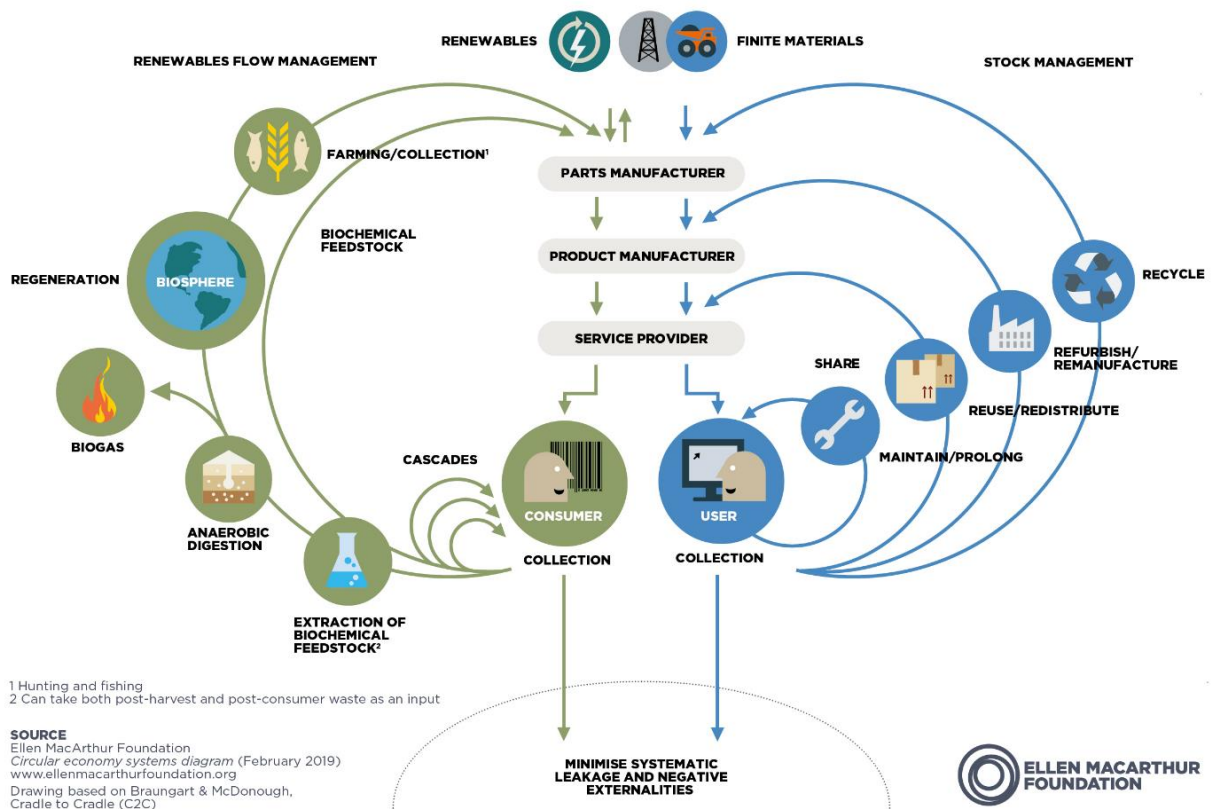 RENEWABLES
FINITE MATERIALS
RENEWABLES FLOW MANAGEMENT
STOCK MANAGEMENT
FARMING/COLLECTION¹
PARTS MANUFACTURER
BIOCHEMICAL
FEEDSTOCK
PRODUCT MANUFACTURER
REGENERATION
BIOSPHERE
RECYCLE
SERVICE PROVIDER
SHARE
REFURBISH/
REMANUFACTURE
REUSE/REDISTRIBUTE
BIOGAS
CASCADES
MAINTAIN/PROLONG
CONSUMER
USER
ANAEROBIC
DIGESTION
COLLECTION
COLLECTION
EXTRACTION OF
BIOCHEMICAL
FEEDSTOCK²
1 Hunting and fishing
2 Can take both post-harvest and post-consumer waste as an input
SOURCE
Ellen MacArthur Foundation
Circular economy systems diagram (February 2019)
www.ellenmacarthurfoundation.org
Drawing based on Braungart & McDonough,
Cradle to Cradle (C2C)
MINIMISE SYSTEMATIC
LEAKAGE AND NEGATIVE
EXTERNALITIES
ELLEN MACARTHUR
FOUNDATION